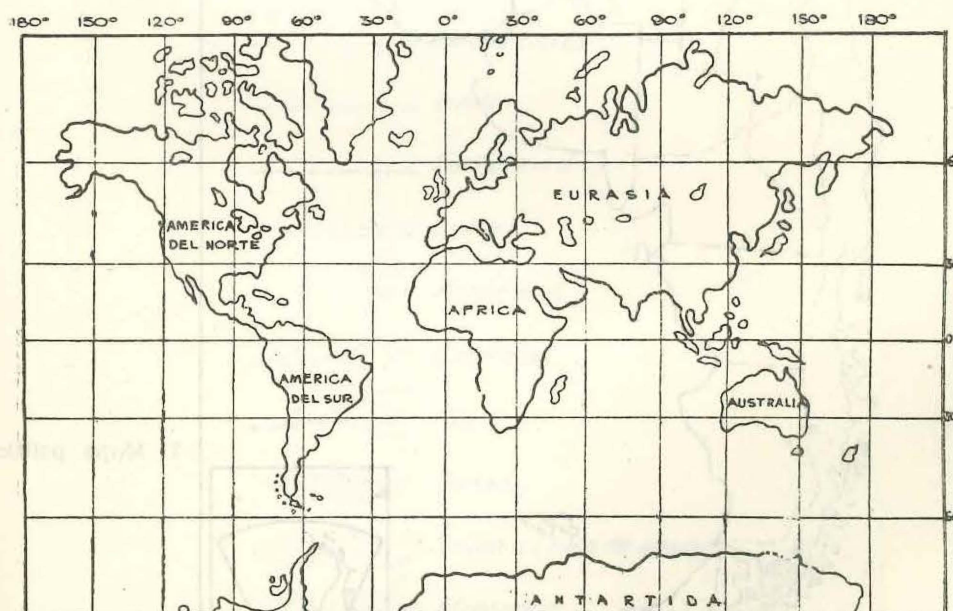 180° 150° 120° 90° 60° 30° 0° 30° 60° 90° 120° 150° 180°
EURASIA
AMERICA
DEL NORTE
AFRICA
0
AMERICA
DEL SUR
AUSTRALIA
ANTARTIDA